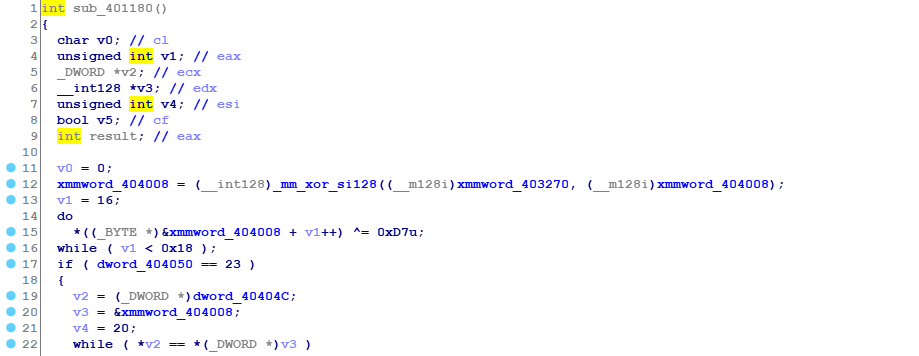 1 int sub_401180()
2 {
3 char v0; // cl
4 unsigned int v1; // eax
5 _DWORD *v2; // ecx
6 __int128 *v3; // edx
7 unsigned int v4; // esi
8 bool v5; // cf
9 int result; // eax
10
11 v0 = 0;
12 xmmword_404008 = (__int128)_mm_xor_si128((__m128i)xmmword_403270, (__m128i)xmmword_404008);
13 v1 = 16;
14 do
15 *((_BYTE *)&xmmword_404008 + v1++) ^= 0xD7u;
16 while ( v1 < 0x18 );
17 if ( dword_404050 == 23 )
18 {
19 v2 = (_DWORD *)dword_40404C;
20 v3 = &xmmword_404008;
21 v4 = 20;
22 while ( *v2 == *(_DWORD *)v3 )